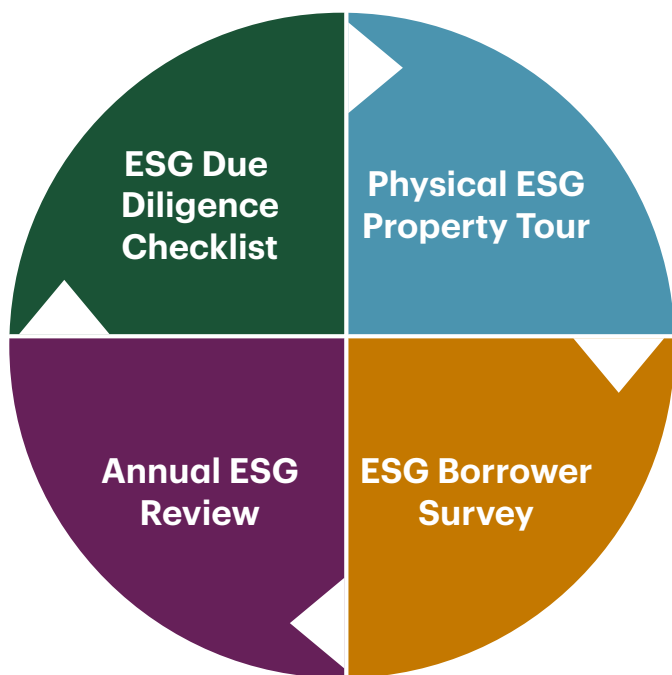 ESG Due
Diligence
Checklist
Physical ESG
Property Tour
Annual ESG
Review
ESG Borrower
Survey